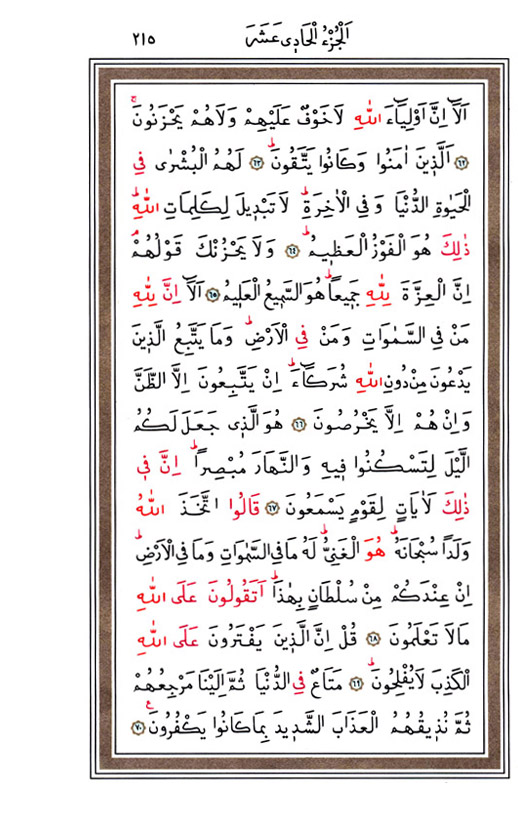 اَلْجُزْءُ الْحَادِى عَشَرَ ٢١٥
اَلَٓا اِنَّ اَوْلِيَٓاءَ اللّٰهِ لَا خَوْفٌ عَلَيْهِمْ وَلَا هُمْ يَحْزَنُونَۚ
﴿٦٢﴾ اَلَّذٖينَ اٰمَنُوا وَكَانُوا يَتَّقُونَۜ ﴿٦٣﴾ لَهُمُ الْبُشْرٰى فِى
الْحَيٰوةِ الدُّنْيَا وَفِى الْاٰخِرَةِۜ لَا تَبْدٖيلَ لِكَلِمَاتِ اللّٰهِۜ
ذٰلِكَ هُوَ الْفَوْزُ الْعَظٖيمُۜ ﴿٦٤﴾ وَلَا يَحْزُنْكَ قَوْلُهُمْۢ
اِنَّ الْعِزَّةَ لِلّٰهِ جَمٖيعاًۜ هُوَ السَّمٖيعُ الْعَلٖيمُ ﴿٦٥﴾ اَلَٓا اِنَّ لِلّٰهِ
مَنْ فِى السَّمٰوَاتِ وَمَنْ فِى الْاَرْضِۜ وَمَا يَتَّبِعُ الَّذٖينَ
يَدْعُونَ مِنْ دُونِ اللّٰهِ شُرَكَٓاءَۜ اِنْ يَتَّبِعُونَ اِلَّا الظَّنَّ
وَاِنْ هُمْ اِلَّا يَخْرُصُونَ ﴿٦٦﴾ هُوَ الَّذٖى جَعَلَ لَكُمُ
الَّيْلَ لِتَسْكُنُوا فٖيهِ وَالنَّهَارَ مُبْصِراًۜ اِنَّ فٖى
ذٰلِكَ لَاٰيَاتٍ لِقَوْمٍ يَسْمَعُونَ ﴿٦٧﴾ قَالُوا اتَّخَذَ اللّٰهُ
وَلَداً سُبْحَانَهُۜ هُوَ الْغَنِىُّۜ لَهُ مَا فِى السَّمٰوَاتِ وَمَا فِى الْاَرْضِۜ
اِنْ عِنْدَكُمْ مِنْ سُلْطَانٍ بِهٰذَاۜ اَتَقُولُونَ عَلَى اللّٰهِ
مَا لَا تَعْلَمُونَ ﴿٦٨﴾ قُلْ اِنَّ الَّذٖينَ يَفْتَرُونَ عَلَى اللّٰهِ
الْكَذِبَ لَا يُفْلِحُونَۜ ﴿٦٩﴾ مَتَاعٌ فِى الدُّنْيَا ثُمَّ اِلَيْنَا مَرْجِعُهُمْ
ثُمَّ نُذٖيقُهُمُ الْعَذَابَ الشَّدٖيدَ بِمَا كَانُوا يَكْفُرُونَ ﴿٧٠﴾